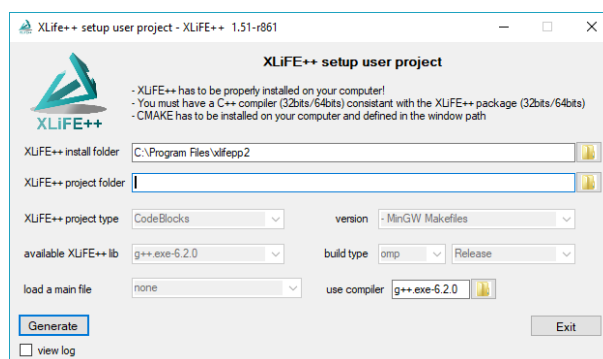 XLife++ setup user project - XLiFE++ 1.51-r861
XLiFE++ setup user project
- XLiFE++ has to be properly installed on your computer!
- You must have a C++ compiler (32bits/64bits) consistant with the XLiFE++ package (32bits/64bits)
- CMAKE has to be installed on your computer and defined in the window path
XLiFE++
XLiFE++ install folder C:\Program Files\xlifepp2
XLiFE++ project folder
XLiFE++ project type CodeBlocks version - MinGW Makefiles
available XLiFE++ lib g++.exe-6.2.0 build type omp Release
load a main file none use compiler g++.exe-6.2.0
Generate Exit
view log